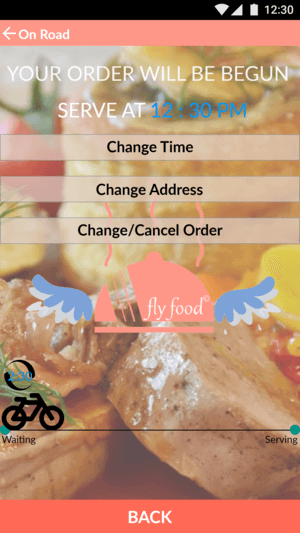 12:30
On Road
YOUR ORDER WILL BE BEGUN
SERVE AT 12 : 30 PM
Change Time
Change Address
Change/Cancel Order
fly food©
Waiting
Serving
BACK